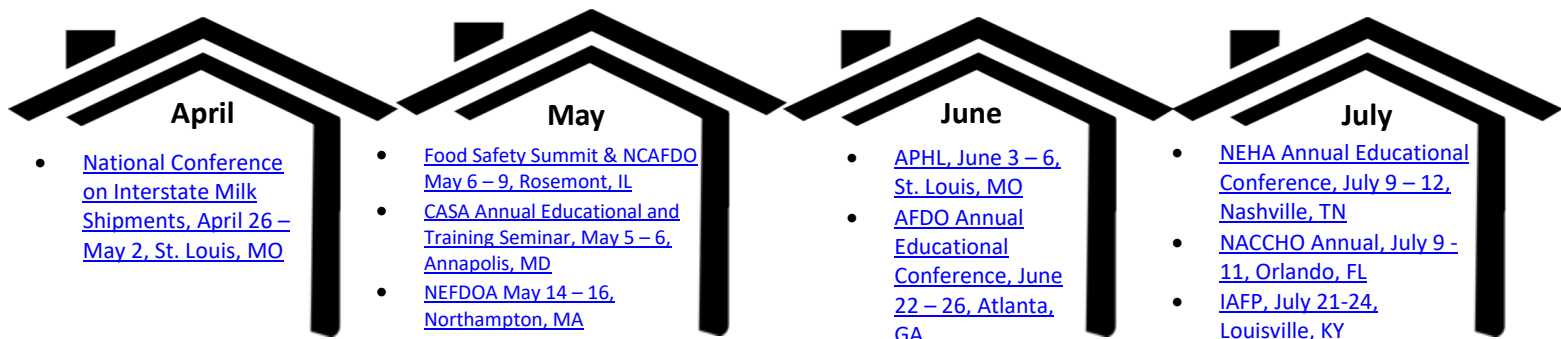 April
• National Conference
on Interstate Milk
Shipments, April 26 –
May 2, St. Louis, MO
May
• Food Safety Summit & NCAFDO
May 6 – 9, Rosemont, IL
• CASA Annual Educational and
Training Seminar, May 5 – 6,
Annapolis, MD
• NEFDOA May 14 – 16,
Northampton, MA
June
• APHL, June 3 – 6,
St. Louis, MO
• AFDO Annual
Educational
Conference, June
22 – 26, Atlanta,
GA
July
• NEHA Annual Educational
Conference, July 9 – 12,
Nashville, TN
• NACCHO Annual, July 9 -
11, Orlando, FL
• IAFP, July 21-24,
Louisville, KY